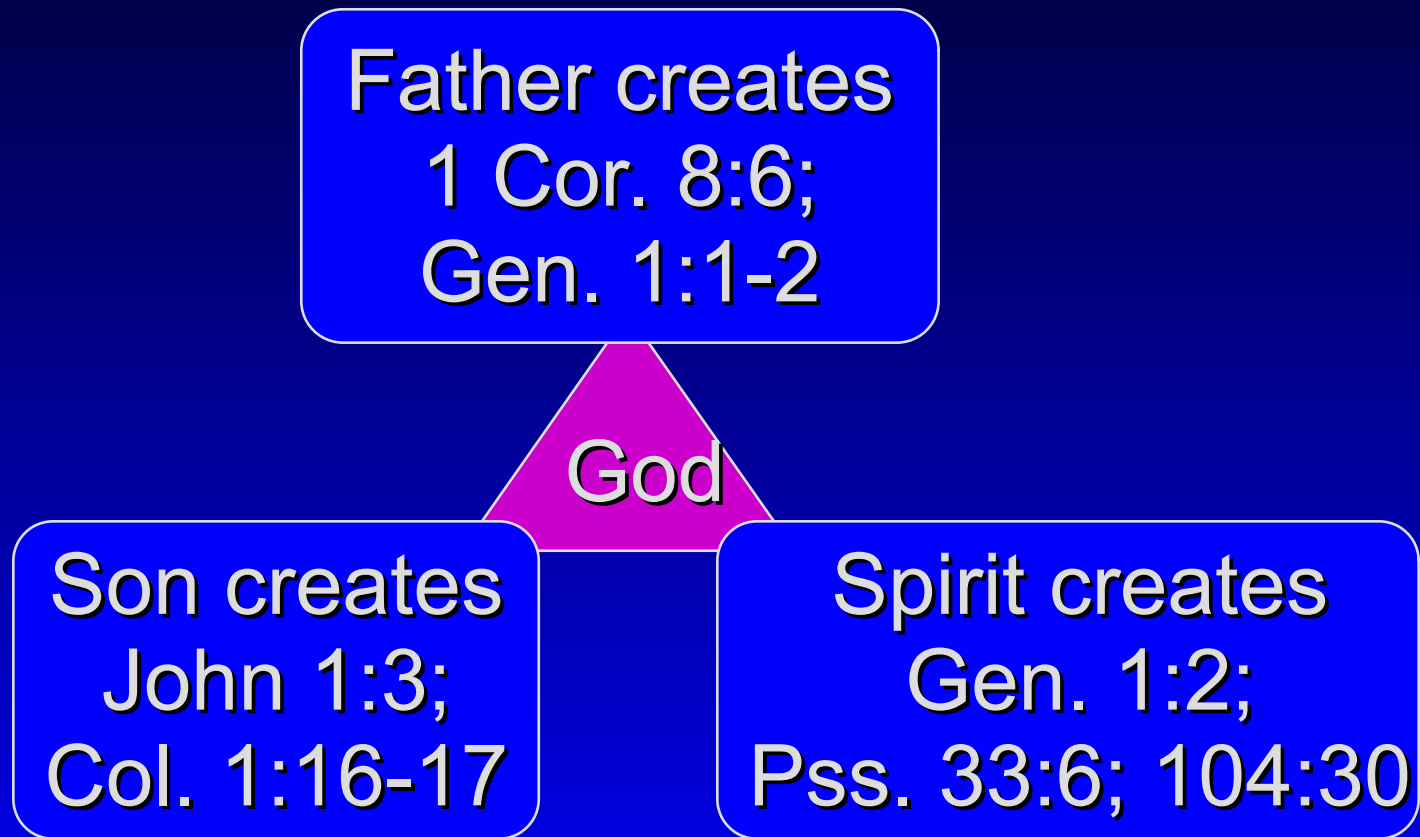 Father creates
1 Cor. 8:6;
Gen. 1:1-2
God
Son creates
John 1:3;
Col. 1:16-17
Spirit creates
Gen. 1:2;
Pss. 33:6; 104:30